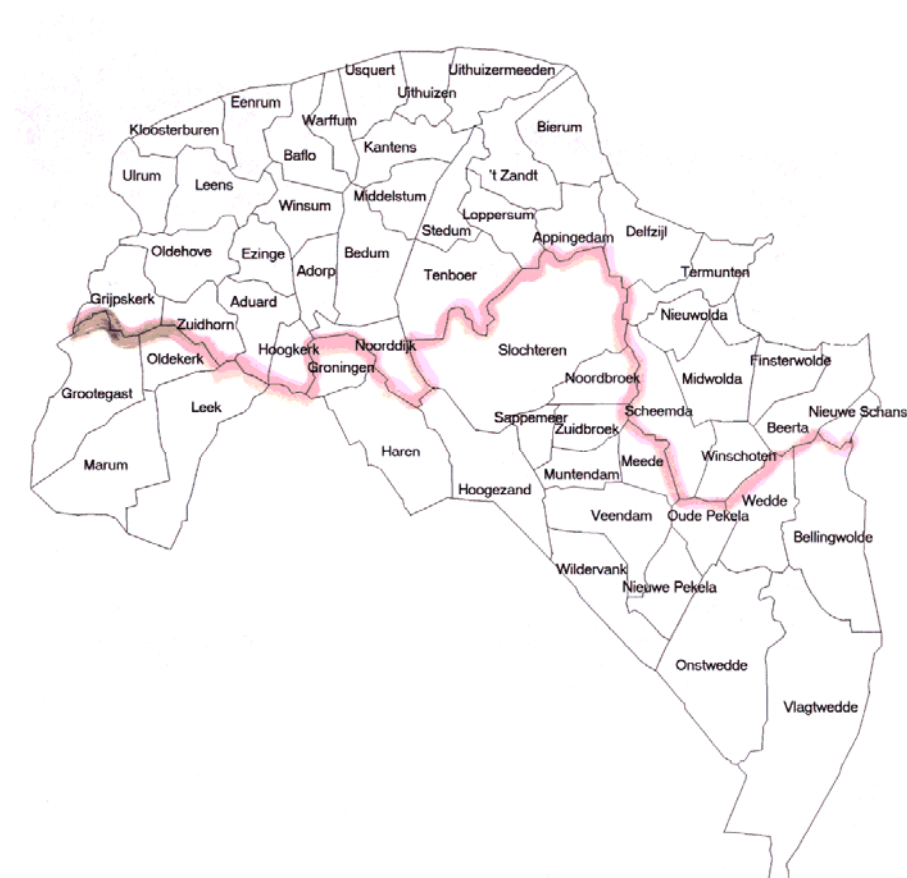 Usquert
Uithuizermeeden
Uithuizen
Eenrum
Warffum
Kloosterburen
Bierum
Kantens
Baflo
Ulrum
't Zandt
Leens
Middelstum
Winsum
Loppersum
Stedum
Delfzijl
Appingedam
Oldehove
Ezinge
Bedum
Adorp
Tenboer
Termunten
Grijpskerk
Aduard
Zuidhorn
Nieuwolda
Hoogkerk
Noorddijk
Slochteren
Oldekerk
Finsterwolde
Groningen
Noordbroek
Midwolda
Grootegast
Leek
Scheemda
Nieuwe Schans
Sappemeer
Zuidbroek
Beerta
Haren
Winschoten
Marum
Meede
Muntendam
Hoogezand
Wedde
Veendam
Oude Pekela
Bellingwolde
Wildervank
Nieuwe Pekela
Onstwedde
Vlagtwedde